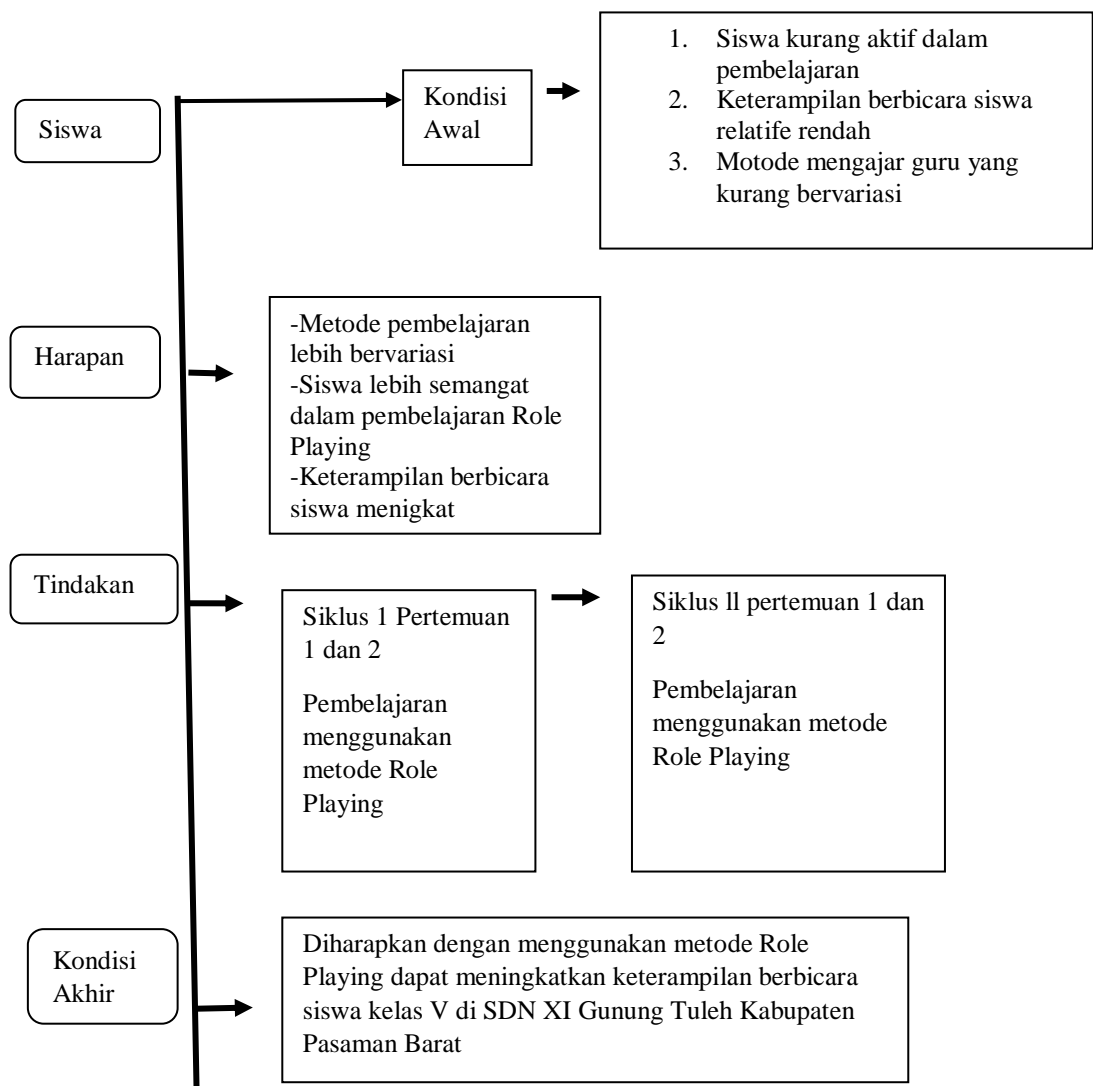 Siswa
Kondisi
Awal
1. Siswa kurang aktif dalam
pembelajaran
2. Keterampilan berbicara siswa
relatife rendah
3. Motode mengajar guru yang
kurang bervariasi
Harapan
-Metode pembelajaran
lebih bervariasi
-Siswa lebih semangat
dalam pembelajaran Role
Playing
-Keterampilan berbicara
siswa menigkat
Tindakan
Siklus 1 Pertemuan
1 dan 2
Pembelajaran
menggunakan
metode Role
Playing
Siklus ll pertemuan 1 dan
2
Pembelajaran
menggunakan metode
Role Playing
Kondisi
Akhir
Diharapkan dengan menggunakan metode Role
Playing dapat meningkatkan keterampilan berbicara
siswa kelas V di SDN XI Gunung Tuleh Kabupaten
Pasaman Barat